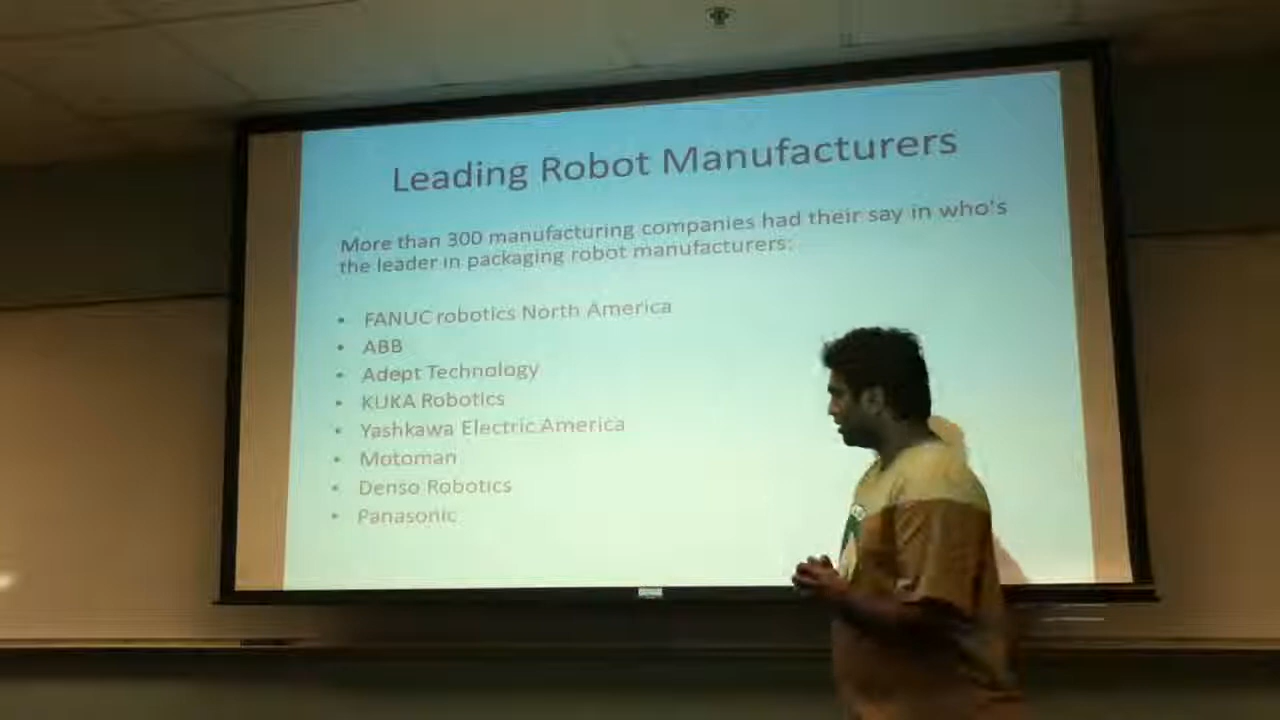 Leading Robot Manufacturers
More than 300 manufacturing companies had their say in who's
the leader in packaging robot manufacturers:
• FANUC robotics North America
• ABB
• Adept Technology
• KUKA Robotics
• Yashkawa Electric America
• Motoman
• Denso Robotics
• Panasonic